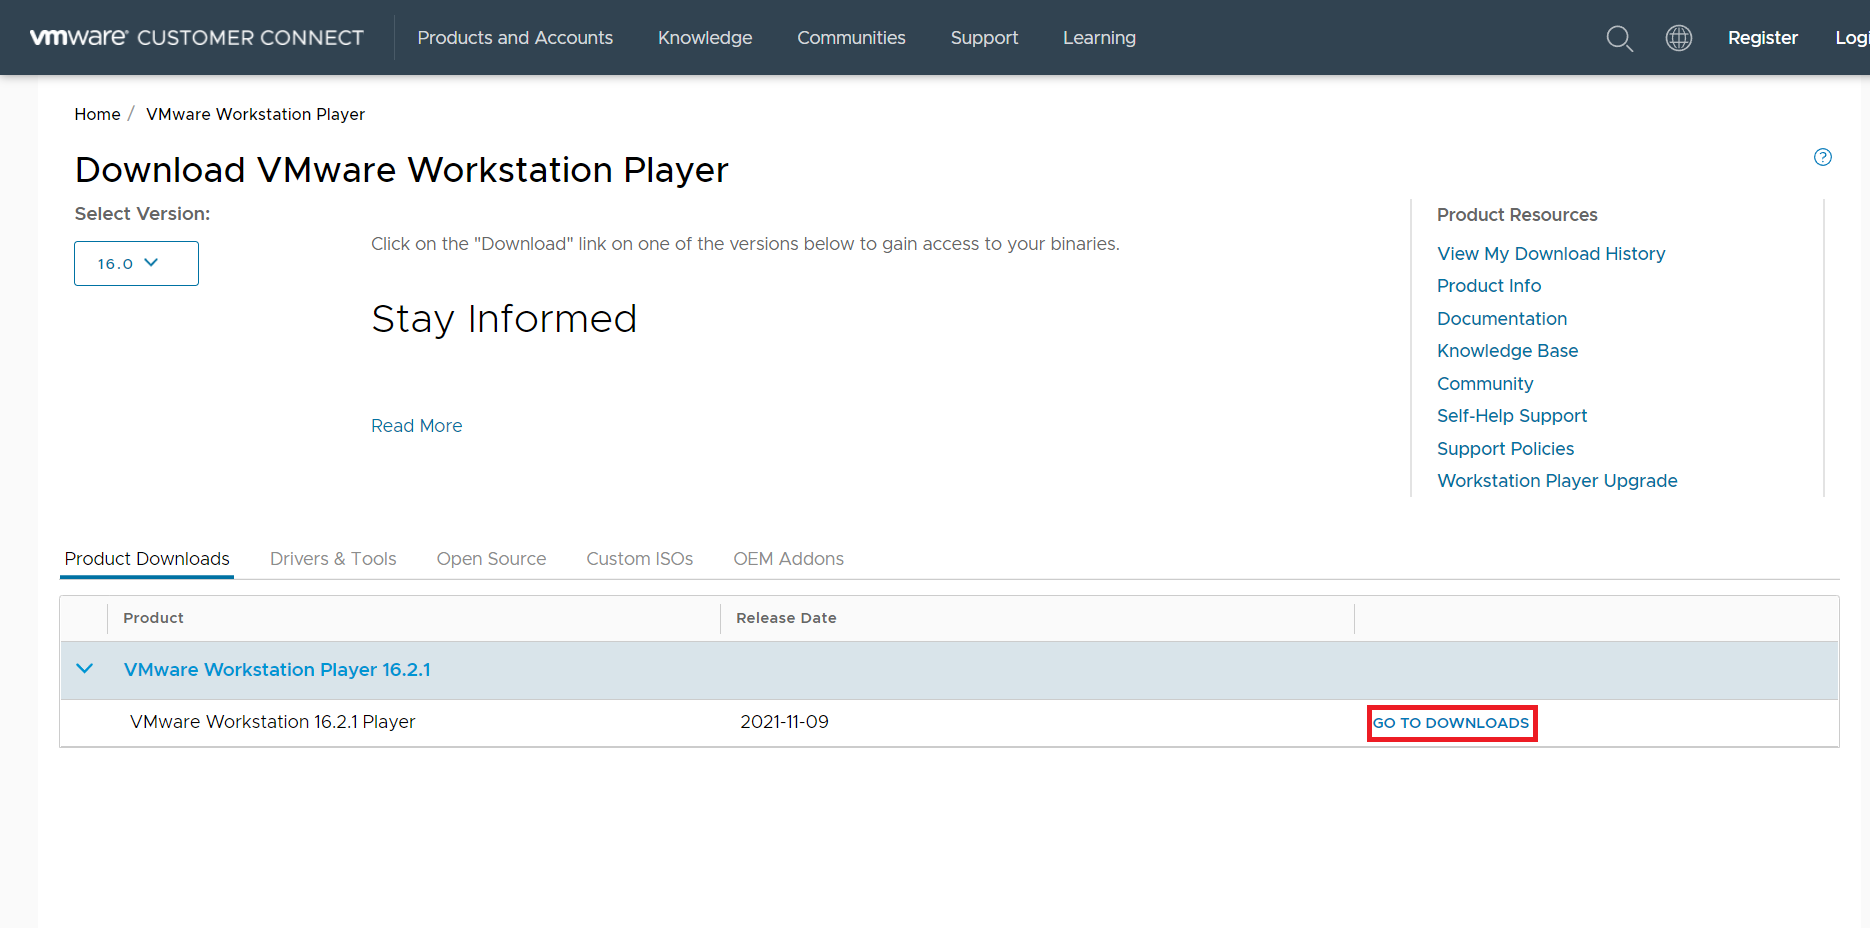 vmware® CUSTOMER CONNECT Products and Accounts Knowledge Communities Support Learning Register Logi
Home / VMware Workstation Player
Download VMware Workstation Player
Select Version:
16.0
Click on the "Download" link on one of the versions below to gain access to your binaries.
Stay Informed
Read More
Product Resources
View My Download History
Product Info
Documentation
Knowledge Base
Community
Self-Help Support
Support Policies
Workstation Player Upgrade
Product Downloads Drivers & Tools Open Source Custom ISOs OEM Addons
Product Release Date
VMware Workstation Player 16.2.1
VMware Workstation 16.2.1 Player 2021-11-09 GO TO DOWNLOADS